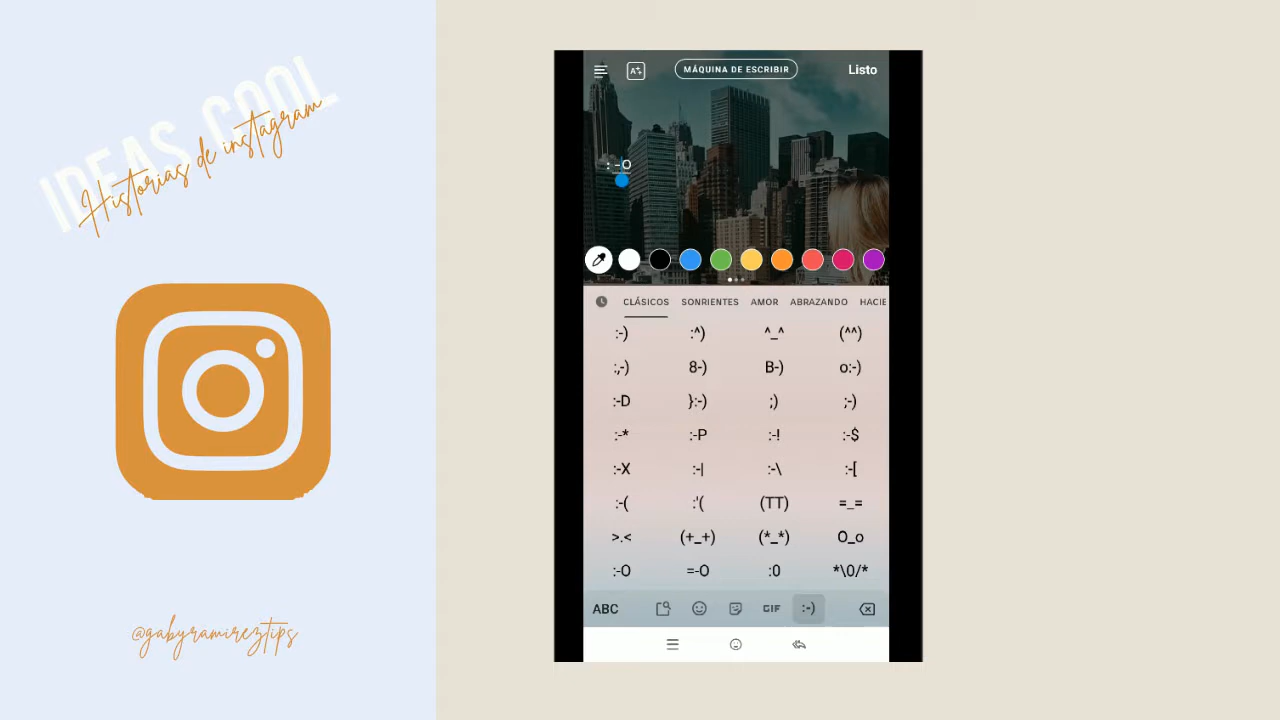 IDEAS COOL
Historias de instagram
@gabyramireztips
A+
MÁQUINA DE ESCRIBIR
Listo
: -O
CLÁSICOS SONRIENTES AMOR ABRAZANDO HACIE
:-) :^) ^_^ (^^)
:,-) 8-) B-) o:-)
:-D }:-) ;) ;-)
:-* :-P :-! :-$
:-X :-| :-\ :-[
:-( :'( (TT) =_=
>.< (+_+) (*_*) O_o
:-O =-O :0 *\0/*
ABC GIF :-)